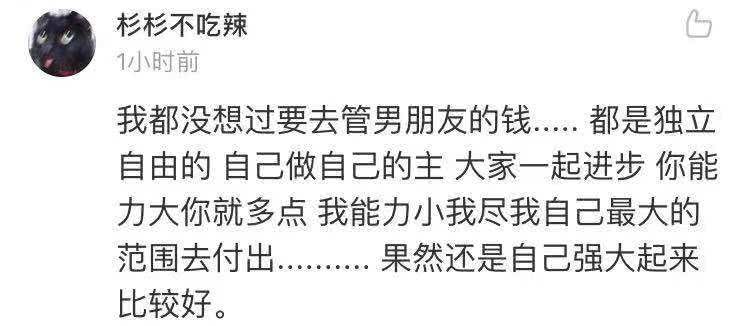 杉杉不吃辣
1小时前
我都没想过要去管男朋友的钱..... 都是独立
自由的 自己做自己的主 大家一起进步 你能
力大你就多点 我能力小我尽我自己最大的
范围去付出.......... 果然还是自己强大起来
比较好。